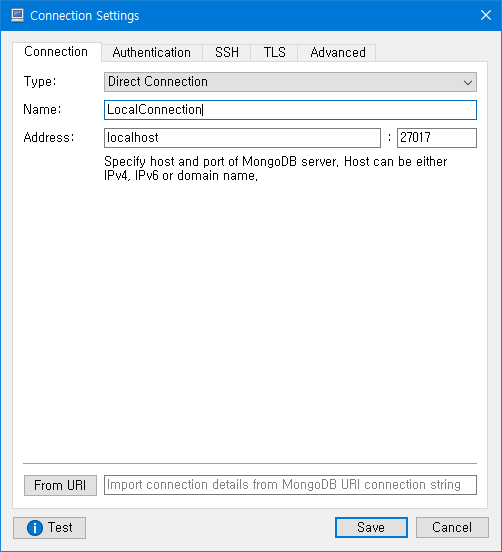 Connection Settings
Connection Authentication SSH TLS Advanced
Type: Direct Connection
Name: LocalConnection
Address: localhost : 27017
Specify host and port of MongoDB server. Host can be either
IPv4, IPv6 or domain name.
From URI Import connection details from MongoDB URI connection string
Test Save Cancel